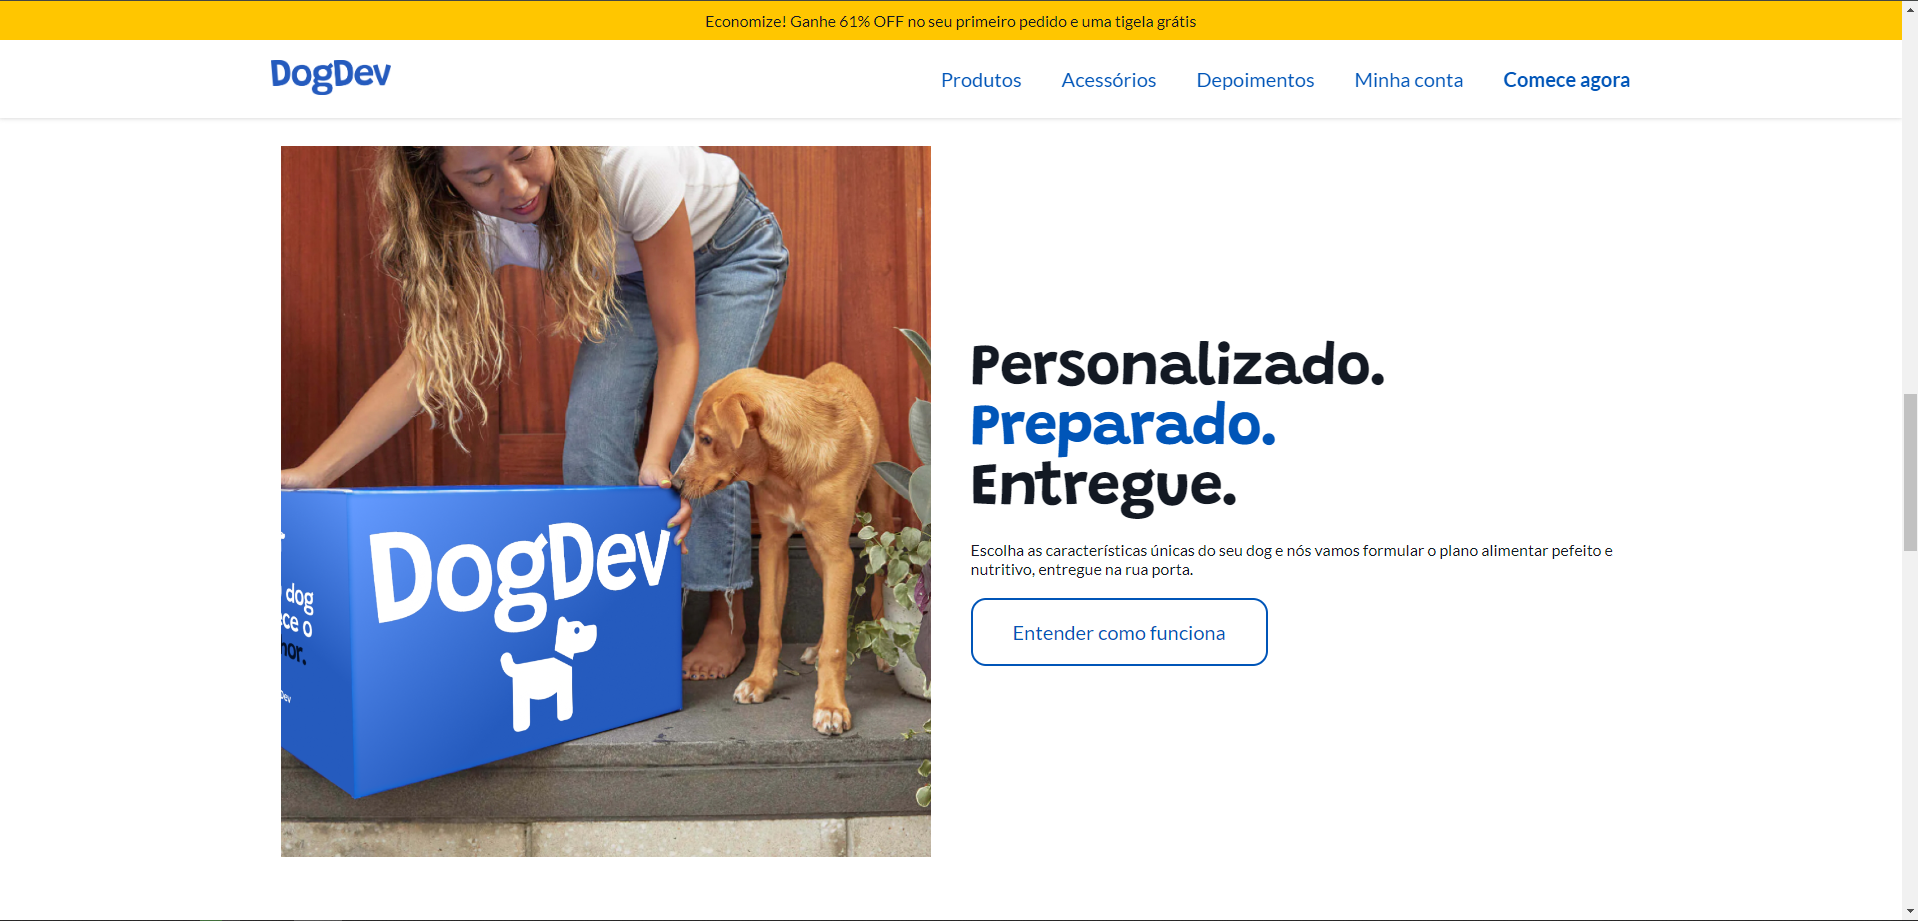 Economize! Ganhe 61% OFF no seu primeiro pedido e uma tigela grátis
DogDev
Produtos
Acessórios
Depoimentos
Minha conta
Comece agora
dog
DogDev
Personalizado.
Preparado.
Entregue.
Escolha as características únicas do seu dog e nós vamos formular o plano alimentar pefeito e
nutritivo, entregue na rua porta.
Entender como funciona